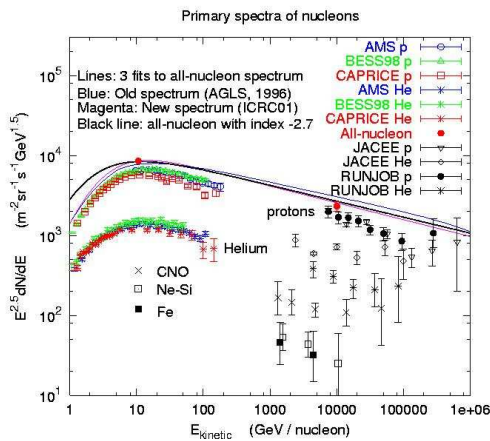 Primary spectra of nucleons
Lines: 3 fits to all-nucleon spectrum
Blue: Old spectrum (AGLS, 1996)
Magenta: New spectrum (ICRC01)
Black line: all-nucleon with index -2.7
AMS p
BESS98 p
CAPRICE p
AMS He
BESS98 He
CAPRICE He
All-nucleon
JACEE p
JACEE He
RUNJOB p
RUNJOB He
protons
Helium
CNO
Ne-Si
Fe
E^2.5 dN/dE (m^-2 sr^-1 s^-1 GeV^1.5)
10^5
10^4
10^3
10^2
10^1
1 10 100 1000 10000 100000 1e+06
E_Kinetic (GeV / nucleon)